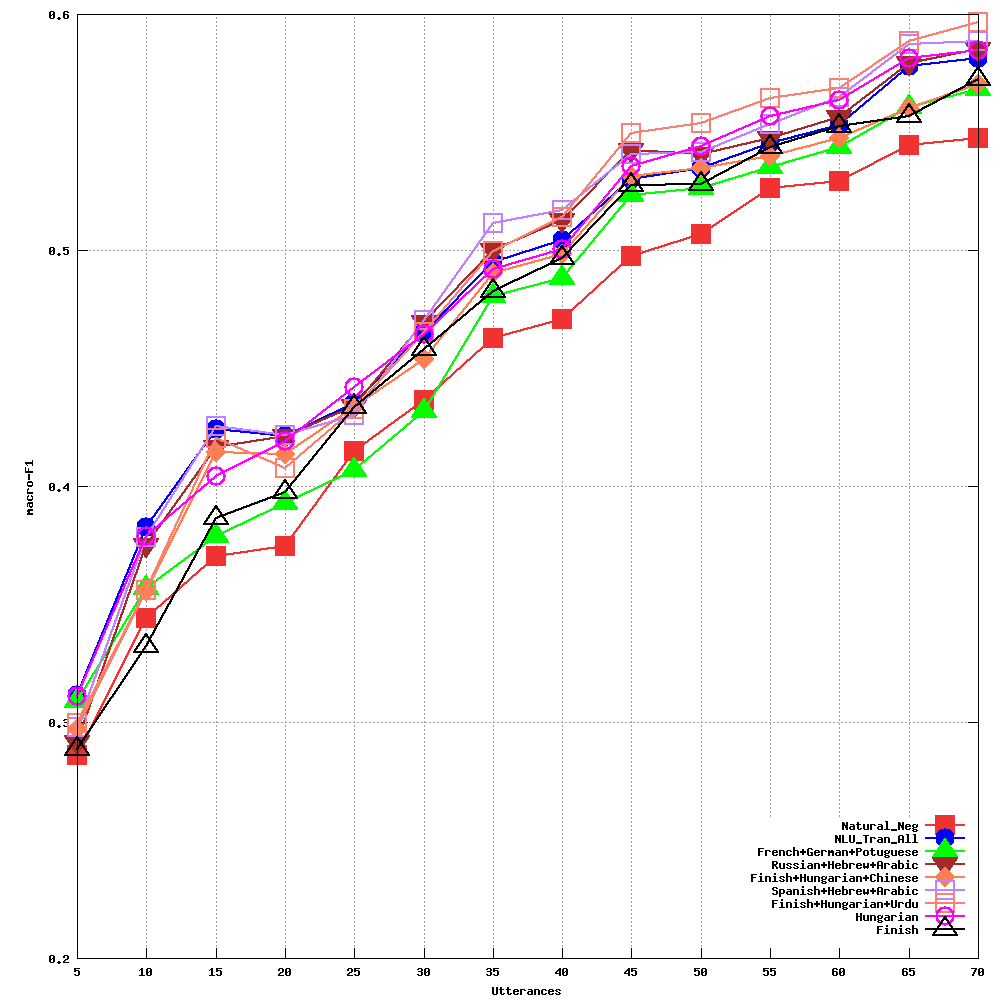 0.6
0.5
0.4
0.3
0.2
macro-F1
Natural_Neg
NLU_Tran_All
French+German+Potuguese
Russian+Hebrew+Arabic
Finish+Hungarian+Chinese
Spanish+Hebrew+Arabic
Finish+Hungarian+Urdu
Hungarian
Finish
5 10 15 20 25 30 35 40 45 50 55 60 65 70
Utterances